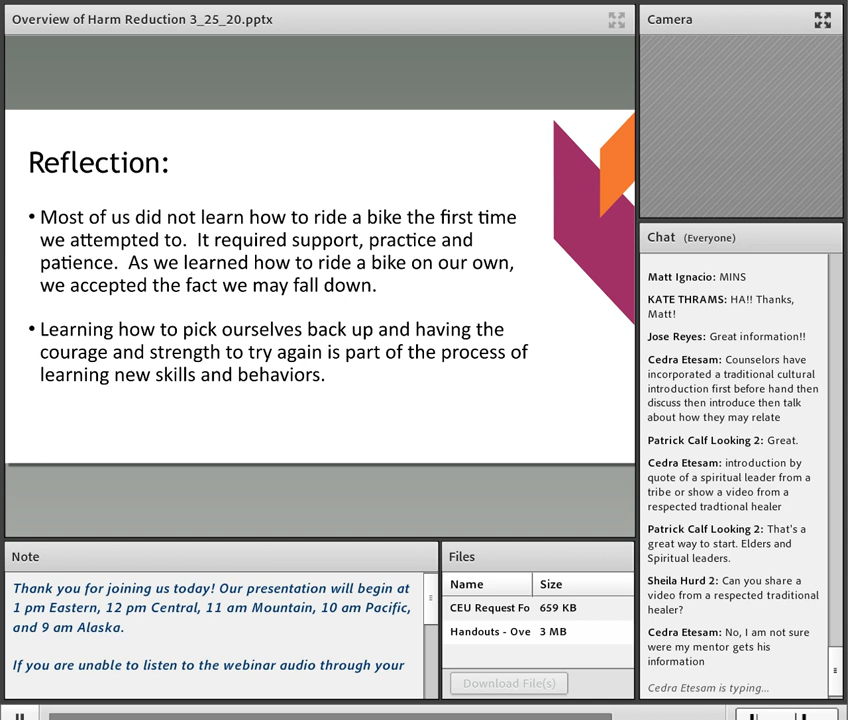 Overview of Harm Reduction 3_25_20.pptx
Reflection:
• Most of us did not learn how to ride a bike the first time
we attempted to.  It required support, practice and
patience.  As we learned how to ride a bike on our own,
we accepted the fact we may fall down.
• Learning how to pick ourselves back up and having the
courage and strength to try again is part of the process of
learning new skills and behaviors.
Camera
Chat (Everyone)
Matt Ignacio: MINS
KATE THRAMS: HA!! Thanks,
Matt!
Jose Reyes: Great information!!
Cedra Etesam: Counselors have
incorporated a traditional cultural
introduction first before hand then
discuss then introduce then talk
about how they may relate
Patrick Calf Looking 2: Great.
Cedra Etesam: introduction by
quote of a spiritual leader from a
tribe or show a video from a
respected tradtional healer
Patrick Calf Looking 2: That's a
great way to start. Elders and
Spiritual leaders.
Sheila Hurd 2: Can you share a
video from a respected traditional
healer?
Cedra Etesam: No, I am not sure
were my mentor gets his
information
Cedra Etesam is typing...
Note
Thank you for joining us today! Our presentation will begin at
1 pm Eastern, 12 pm Central, 11 am Mountain, 10 am Pacific,
and 9 am Alaska.
If you are unable to listen to the webinar audio through your
Files
Name Size
CEU Request Fo 659 KB
Handouts - Ove 3 MB
Download File(s)